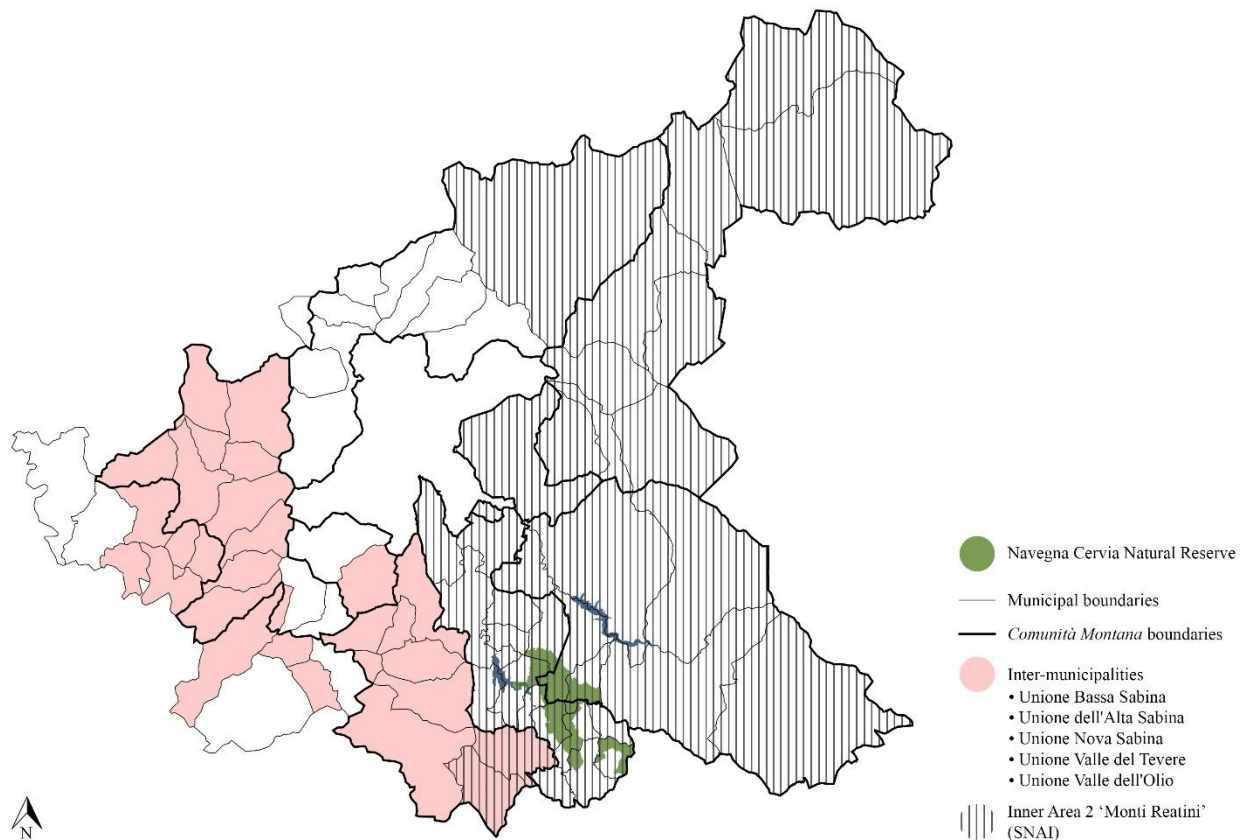 Navegna Cervia Natural Reserve
Municipal boundaries
Comunità Montana boundaries
Inter-municipalities
• Unione Bassa Sabina
• Unione dell'Alta Sabina
• Unione Nova Sabina
• Unione Valle del Tevere
• Unione Valle dell'Olio
Inner Area 2 ‘Monti Reatini’
(SNAI)
N